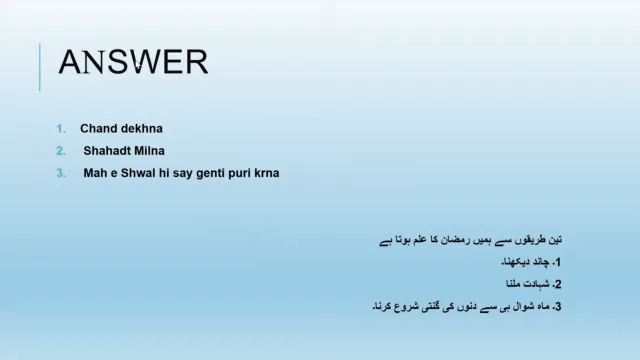 ANSWER
1. Chand dekhna
2. Shahadt Milna
3. Mah e Shwal hi say genti puri krna
تین طریقوں سے ہمیں رمضان کا علم ہوتا ہے
1۔ چاند دیکھنا۔
2۔ شہادت ملنا
3۔ ماہ شوال ہی سے دنوں کی گنتی شروع کرنا۔